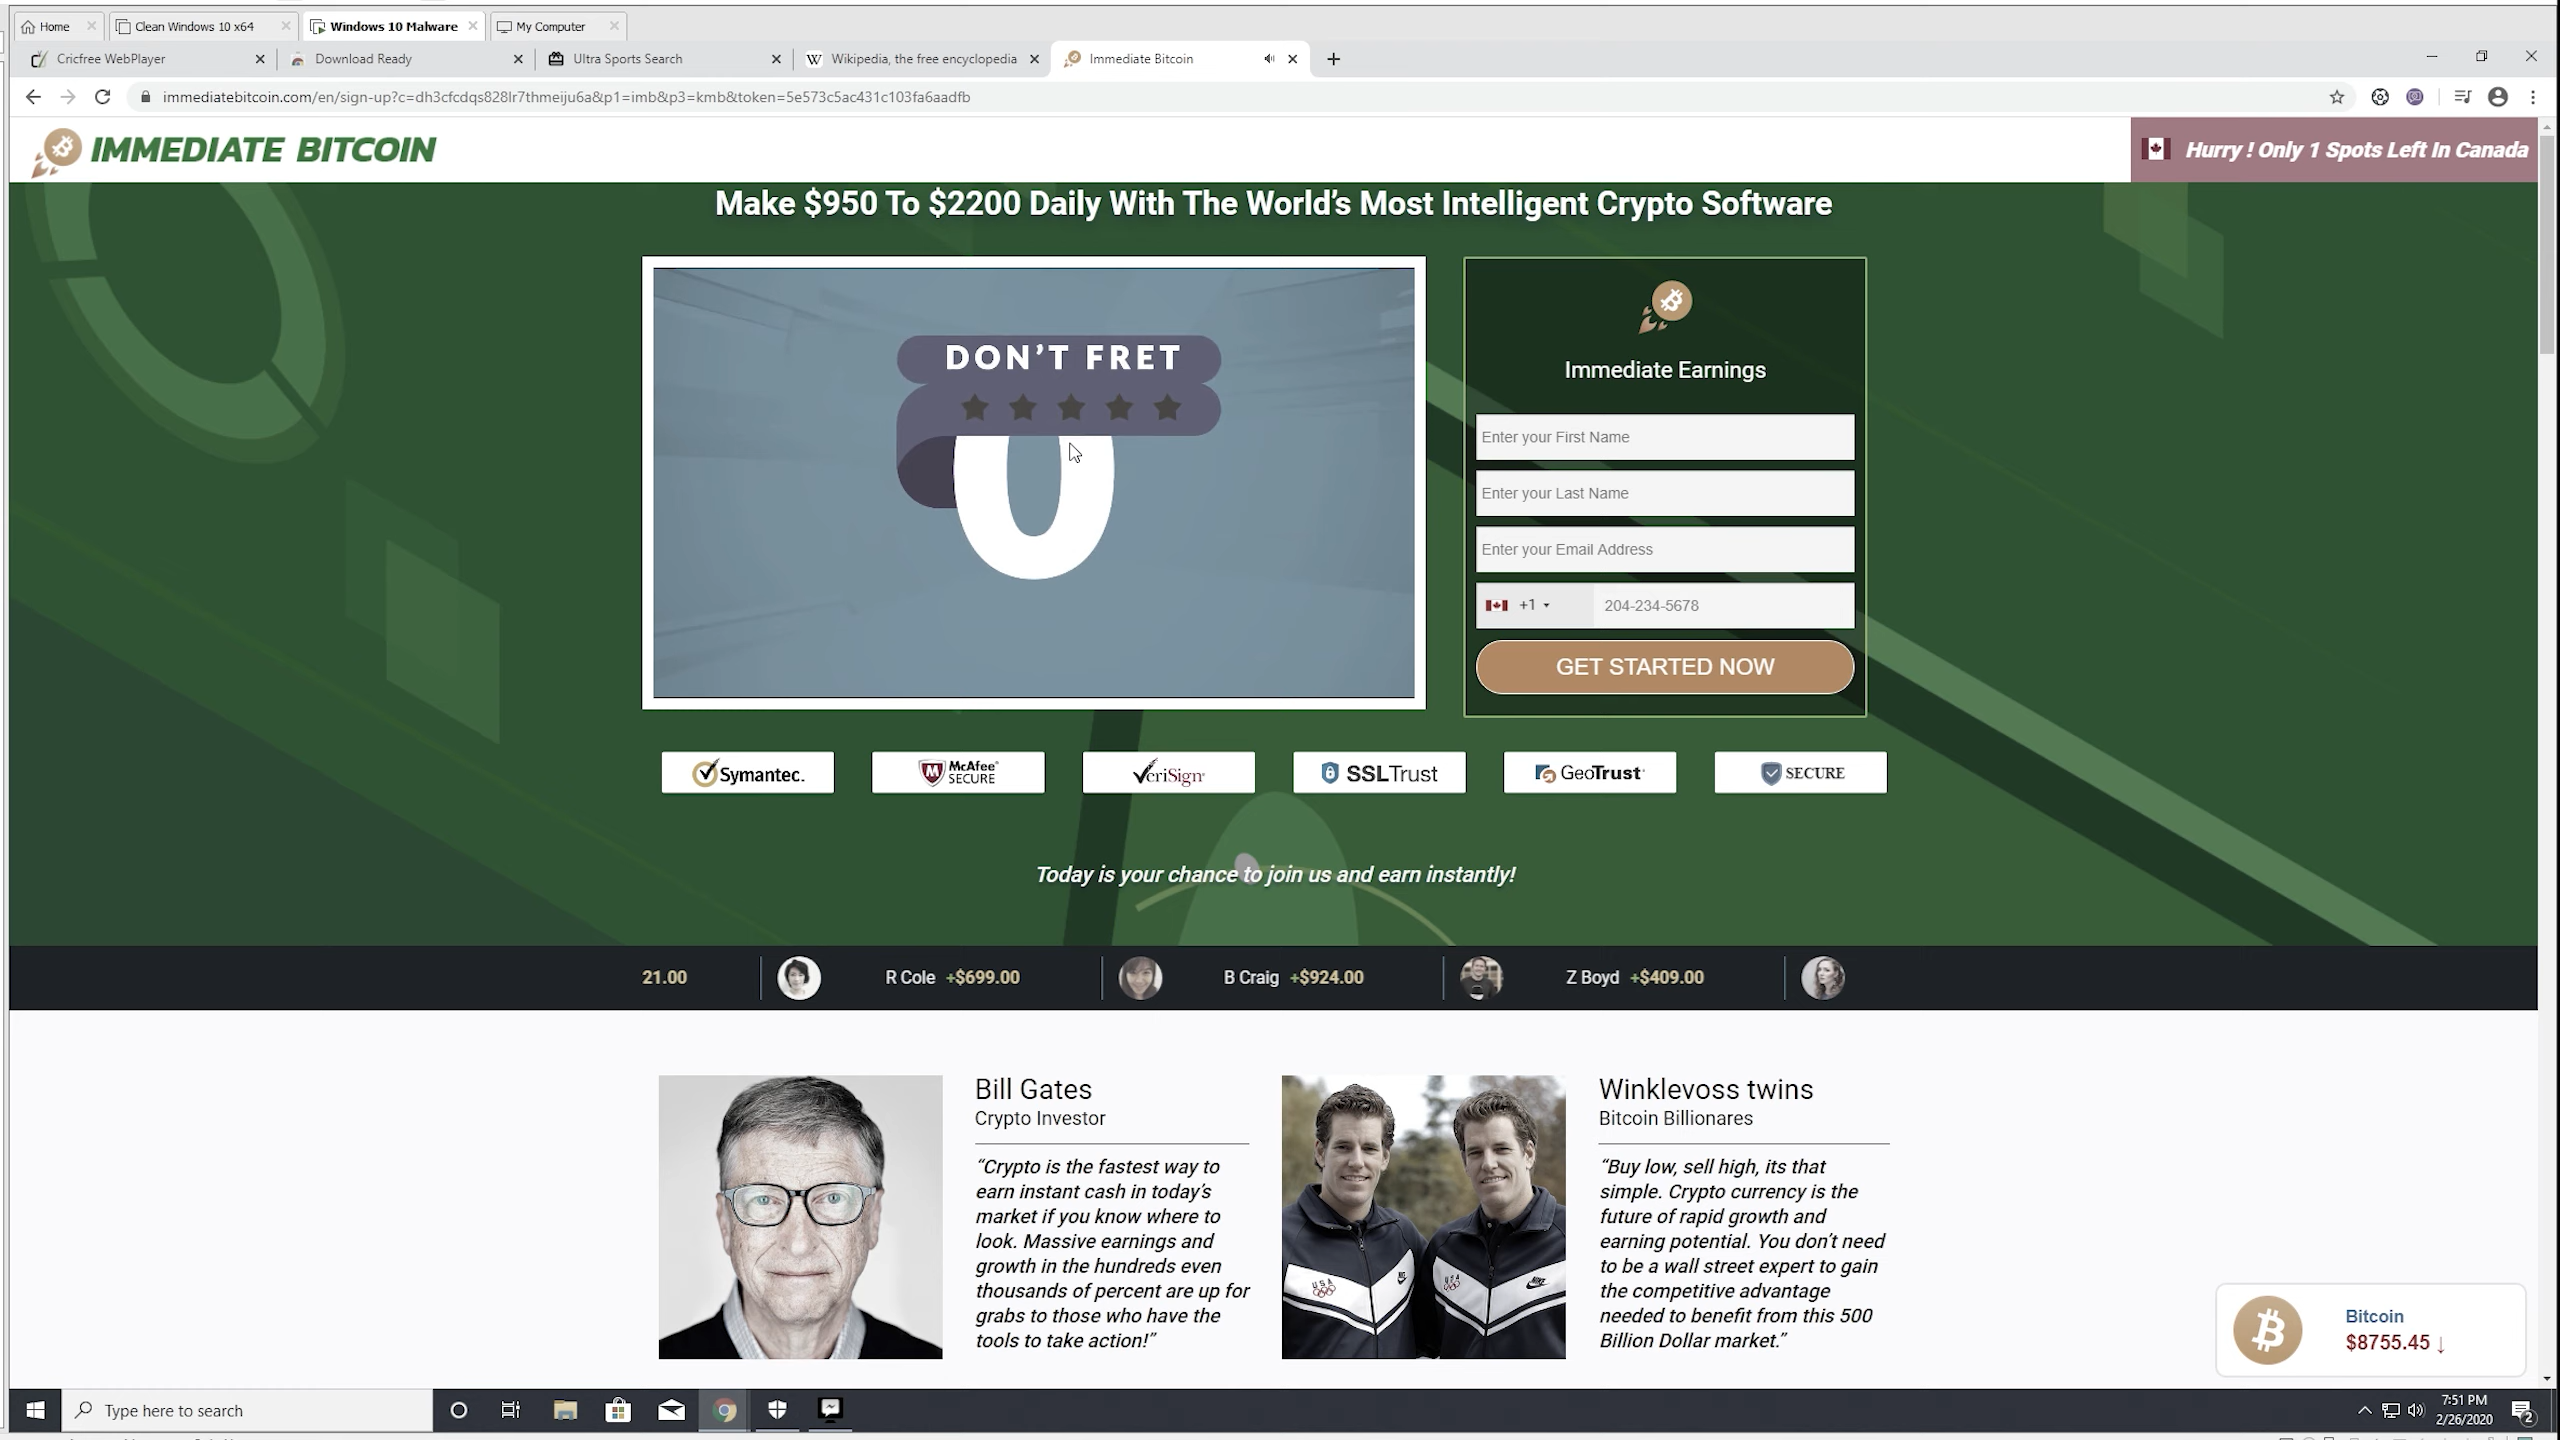 Home
Clean Windows 10 x64
Windows 10 Malware
My Computer
Cricfree WebPlayer
Download Ready
Ultra Sports Search
Wikipedia, the free encyclopedia
Immediate Bitcoin
immediatebitcoin.com/en/sign-up?c=dh3cfcdqs828lr7thmeiju6a&p1=imb&p3=kmb&token=5e573c5ac431c103fa6aadfb
IMMEDIATE BITCOIN
Hurry ! Only 1 Spots Left In Canada
Make $950 To $2200 Daily With The World's Most Intelligent Crypto Software
DON'T FRET
0
Immediate Earnings
Enter your First Name
Enter your Last Name
Enter your Email Address
+1
204-234-5678
GET STARTED NOW
Symantec.
McAfee SECURE
VeriSign
SSLTrust
GeoTrust
SECURE
Today is your chance to join us and earn instantly!
21.00
R Cole +$699.00
B Craig +$924.00
Z Boyd +$409.00
Bill Gates
Crypto Investor
“Crypto is the fastest way to
earn instant cash in today’s
market if you know where to
look. Massive earnings and
growth in the hundreds even
thousands of percent are up for
grabs to those who have the
tools to take action!”
USA
USA
Winklevoss twins
Bitcoin Billionares
“Buy low, sell high, its that
simple. Crypto currency is the
future of rapid growth and
earning potential. You don’t need
to be a wall street expert to gain
the competitive advantage
needed to benefit from this 500
Billion Dollar market.”
Bitcoin
$8755.45 ↓
Type here to search
7:51 PM
2/26/2020
2